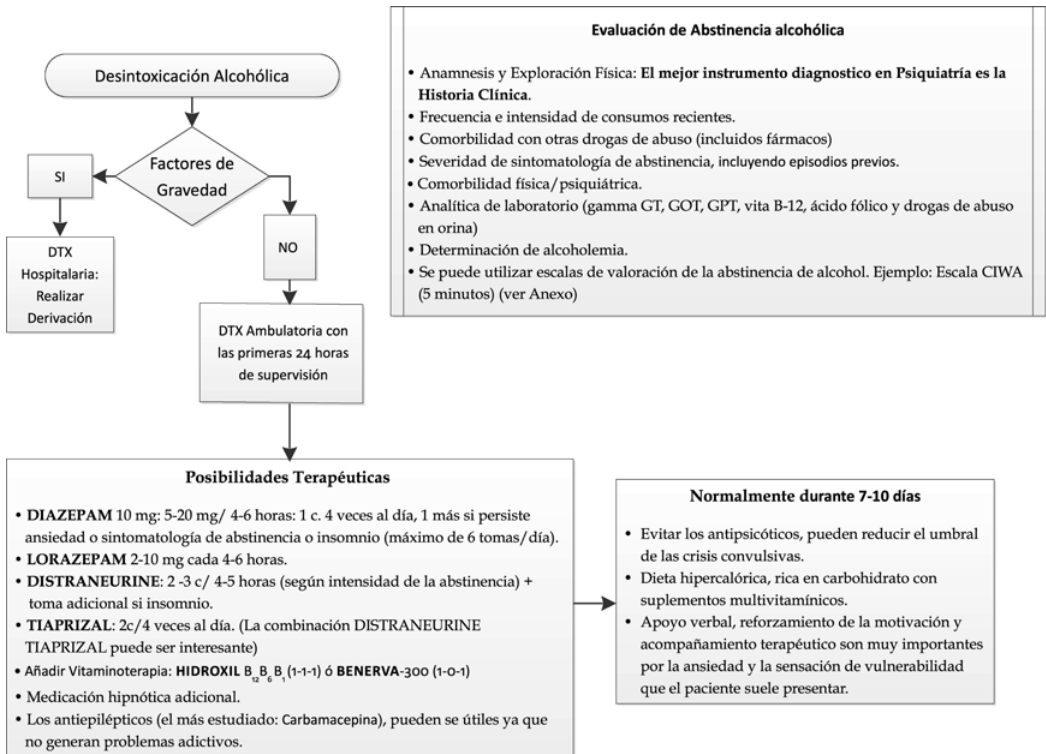 Desintoxicación Alcohólica
Factores de
Gravedad
SI
NO
DTX
Hospitalaria:
Realizar
Derivación
DTX Ambulatoria con
las primeras 24 horas
de supervisión
Evaluación de Abstinencia alcohólica
• Anamnesis y Exploración Física: El mejor instrumento diagnostico en Psiquiatría es la
Historia Clínica.
• Frecuencia e intensidad de consumos recientes.
• Comorbilidad con otras drogas de abuso (incluidos fármacos)
• Severidad de sintomatología de abstinencia, incluyendo episodios previos.
• Comorbilidad física/psiquiátrica.
• Analítica de laboratorio (gamma GT, GOT, GPT, vita B-12, ácido fólico y drogas de abuso
en orina)
• Determinación de alcoholemia.
• Se puede utilizar escalas de valoración de la abstinencia de alcohol. Ejemplo: Escala CIWA
(5 minutos) (ver Anexo)
Posibilidades Terapéuticas
• DIAZEPAM 10 mg: 5-20 mg/ 4-6 horas: 1 c. 4 veces al día, 1 más si persiste
ansiedad o sintomatología de abstinencia o insomnio (máximo de 6 tomas/día).
• LORAZEPAM 2-10 mg cada 4-6 horas.
• DISTRANEURINE: 2 -3 c/ 4-5 horas (según intensidad de la abstinencia) +
toma adicional si insomnio.
• TIAPRIZAL: 2c/4 veces al día. (La combinación DISTRANEURINE
TIAPRIZAL puede ser interesante)
• Añadir Vitaminoterapia: HIDROXIL B12B6B1 (1-1-1) ó BENERVA-300 (1-0-1)
• Medicación hipnótica adicional.
• Los antiepilépticos (el más estudiado: Carbamacepina), pueden se útiles ya que
no generan problemas adictivos.
Normalmente durante 7-10 días
• Evitar los antipsicóticos, pueden reducir el umbral
de las crisis convulsivas.
• Dieta hipercalórica, rica en carbohidrato con
suplementos multivitamínicos.
• Apoyo verbal, reforzamiento de la motivación y
acompañamiento terapéutico son muy importantes
por la ansiedad y la sensación de vulnerabilidad
que el paciente suele presentar.